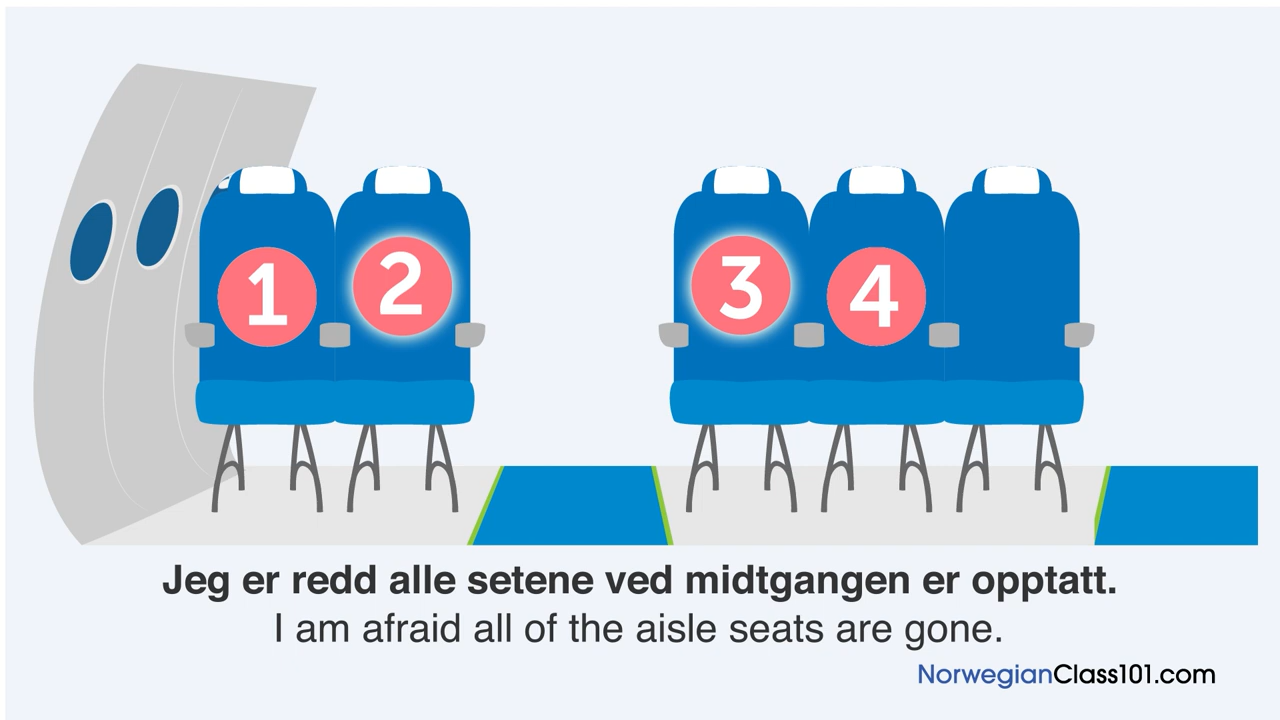 1
2
3
4
Jeg er redd alle setene ved midtgangen er opptatt.
I am afraid all of the aisle seats are gone.
NorwegianClass101.com